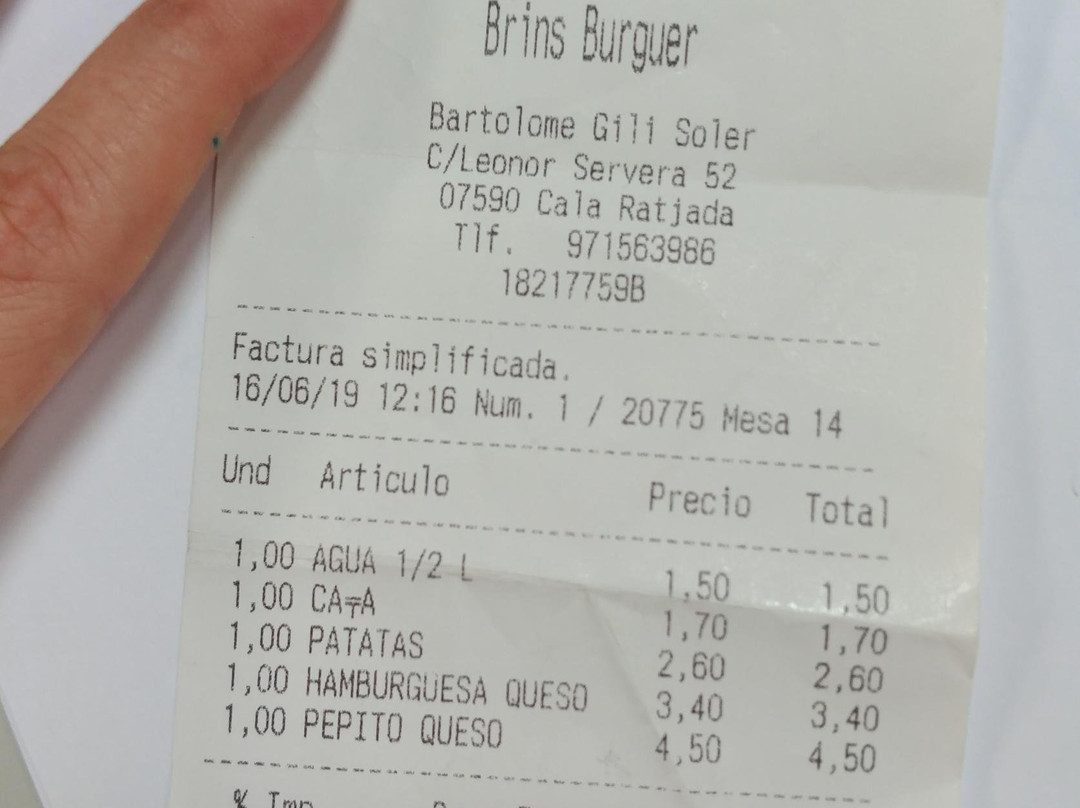 Brins Burguer
Bartolome Gili Soler
C/Leonor Servera 52
07590 Cala Ratjada
Tlf. 971563986
18217759B
Factura simplificada.
16/06/19 12:16 Num. 1 / 20775 Mesa 14
Und Articulo Precio Total
1,00 AGUA 1/2 L 1,50 1,50
1,00 CA╤A 1,70 1,70
1,00 PATATAS 2,60 2,60
1,00 HAMBURGUESA QUESO 3,40 3,40
1,00 PEPITO QUESO 4,50 4,50
% Imp